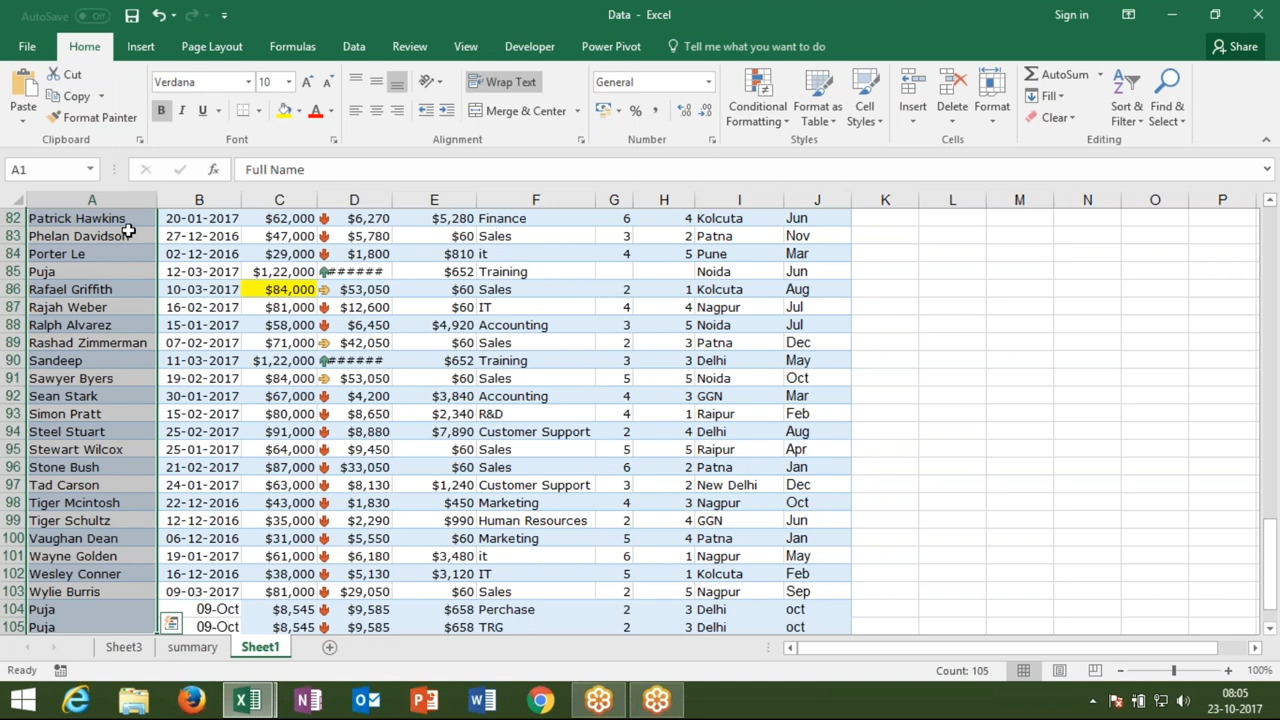 AutoSave Off
Data - Excel
Sign in
File Home Insert Page Layout Formulas Data Review View Developer Power Pivot Tell me what you want to do Share
Paste
Cut
Copy
Format Painter
Verdana 10
B I U
A A
A
Wrap Text
Merge & Center
General
%
Conditional Formatting
Format as Table
Cell Styles
Insert
Delete
Format
AutoSum
Fill
Clear
Sort & Filter
Find & Select
Clipboard Font Alignment Number Styles Cells Editing
A1 fx Full Name
A B C D E F G H I J K L M N O P
82 Patrick Hawkins 20-01-2017 $62,000 $6,270 $5,280 Finance 6 4 Kolcuta Jun
83 Phelan Davidson 27-12-2016 $47,000 $5,780 $60 Sales 3 2 Patna Nov
84 Porter Le 02-12-2016 $29,000 $1,800 $810 it 4 5 Pune Mar
85 Puja 12-03-2017 $1,22,000 ###### $652 Training Noida Jun
86 Rafael Griffith 10-03-2017 $84,000 $53,050 $60 Sales 2 1 Kolcuta Aug
87 Rajah Weber 16-02-2017 $81,000 $12,600 $60 IT 4 4 Nagpur Jul
88 Ralph Alvarez 15-01-2017 $58,000 $6,450 $4,920 Accounting 3 5 Noida Jul
89 Rashad Zimmerman 07-02-2017 $71,000 $42,050 $60 Sales 2 3 Patna Dec
90 Sandeep 11-03-2017 $1,22,000 ###### $652 Training 3 3 Delhi May
91 Sawyer Byers 19-02-2017 $84,000 $53,050 $60 Sales 5 5 Noida Oct
92 Sean Stark 30-01-2017 $67,000 $4,200 $3,840 Accounting 4 3 GGN Mar
93 Simon Pratt 15-02-2017 $80,000 $8,650 $2,340 R&D 4 1 Raipur Feb
94 Steel Stuart 25-02-2017 $91,000 $8,880 $7,890 Customer Support 2 4 Delhi Aug
95 Stewart Wilcox 25-01-2017 $64,000 $9,450 $60 Sales 5 5 Raipur Apr
96 Stone Bush 21-02-2017 $87,000 $33,050 $60 Sales 6 2 Patna Jan
97 Tad Carson 24-01-2017 $63,000 $8,130 $1,240 Customer Support 3 2 New Delhi Dec
98 Tiger Mcintosh 22-12-2016 $43,000 $1,830 $450 Marketing 4 3 Nagpur Oct
99 Tiger Schultz 12-12-2016 $35,000 $2,290 $990 Human Resources 2 4 GGN Jun
100 Vaughan Dean 06-12-2016 $31,000 $5,550 $60 Marketing 5 4 Patna Jan
101 Wayne Golden 19-01-2017 $61,000 $6,180 $3,480 it 6 1 Nagpur May
102 Wesley Conner 16-12-2016 $38,000 $5,130 $3,120 IT 5 1 Kolcuta Feb
103 Wylie Burris 09-03-2017 $81,000 $29,050 $60 Sales 2 5 Nagpur Sep
104 Puja 09-Oct $8,545 $9,585 $658 Perchase 2 3 Delhi oct
105 Puja 09-Oct $8,545 $9,585 $658 TRG 2 3 Delhi oct
Sheet3 summary Sheet1
Ready Count: 105 100%
08:05
23-10-2017